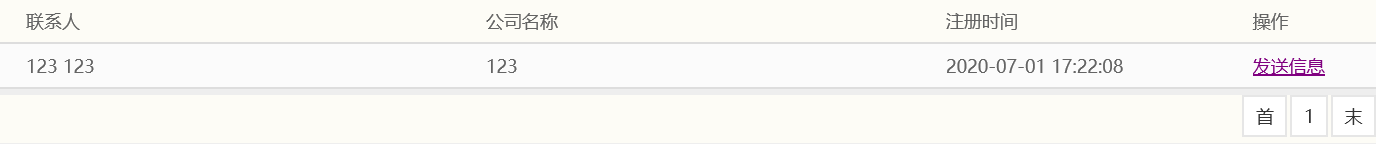 联系人 公司名称 注册时间 操作
123 123 123 2020-07-01 17:22:08 发送信息
首 1 末